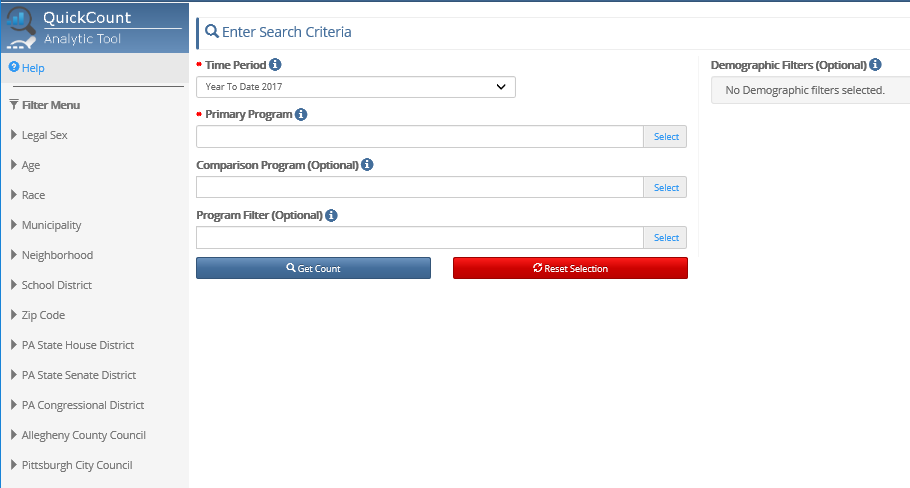 QuickCount
Analytic Tool
Help
Filter Menu
Legal Sex
Age
Race
Municipality
Neighborhood
School District
Zip Code
PA State House District
PA State Senate District
PA Congressional District
Allegheny County Council
Pittsburgh City Council
Enter Search Criteria
* Time Period
Year To Date 2017
* Primary Program
Select
Comparison Program (Optional)
Select
Program Filter (Optional)
Select
Get Count
Reset Selection
Demographic Filters (Optional)
No Demographic filters selected.